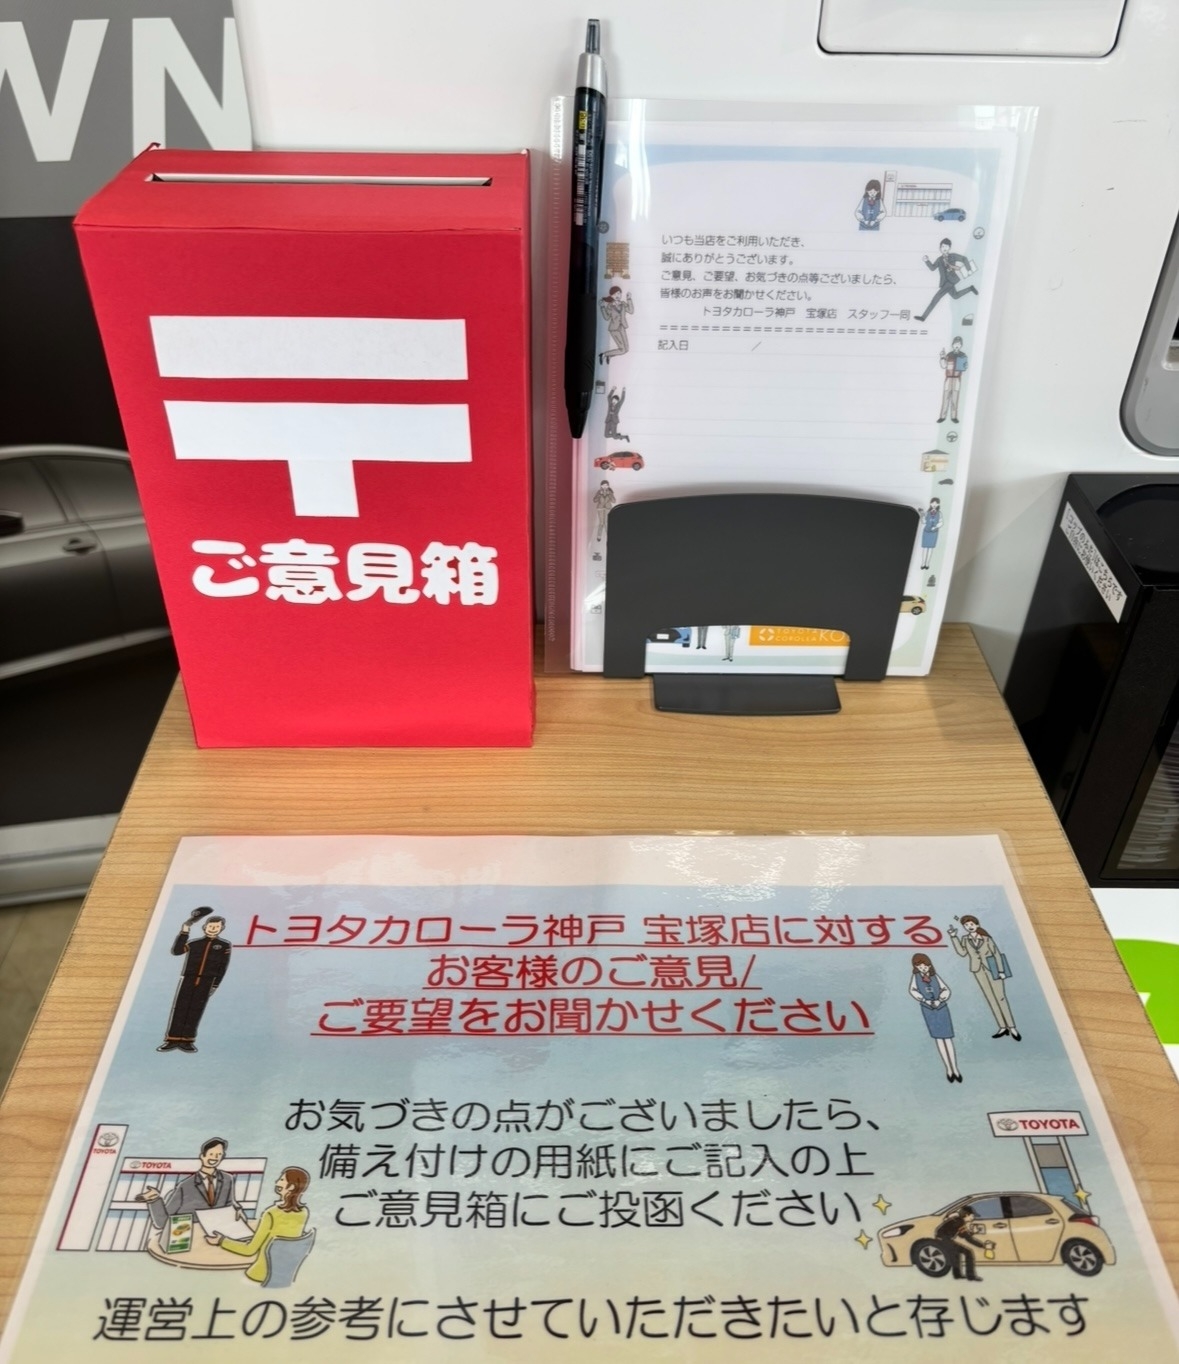 WN
ご意見箱
いつも当店をご利用いただき、
誠にありがとうございます。
ご意見、ご要望、お気づきの点等ございましたら、
皆様のお声をお聞かせください。
トヨタカローラ神戸 宝塚店 スタッフ一同
記入日 /
TOYOTA
COROLLA KO
トヨタカローラ神戸 宝塚店に対する
お客様のご意見/
ご要望をお聞かせください
お気づきの点がございましたら、
備え付けの用紙にご記入の上
ご意見箱にご投函ください
TOYOTA
TOYOTA
TOYOTA
運営上の参考にさせていただきたいと存じます